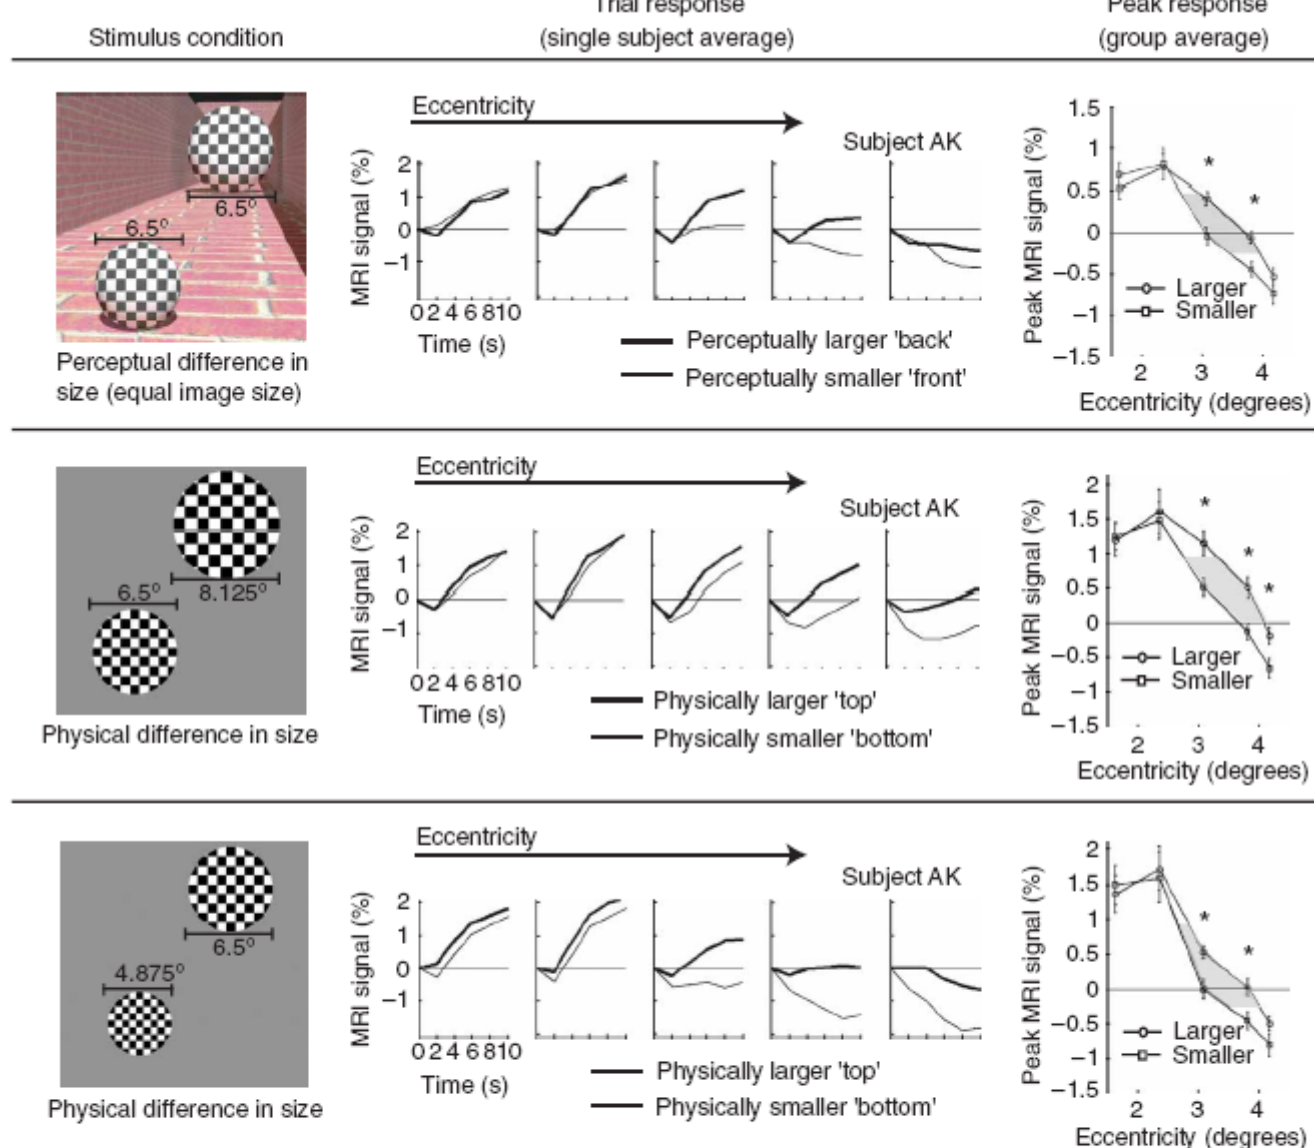 Trial response
Peak response
Stimulus condition
(single subject average)
(group average)
6.5°
6.5°
Perceptual difference in
size (equal image size)
Eccentricity
Subject AK
MRI signal (%)
2
1
0
−1
0 2 4 6 8 10
Time (s)
Perceptually larger 'back'
Perceptually smaller 'front'
Peak MRI signal (%)
1.5
1
0.5
0
−0.5
−1
−1.5
* *
Larger
Smaller
2 3 4
Eccentricity (degrees)
6.5°
8.125°
Physical difference in size
Eccentricity
Subject AK
MRI signal (%)
2
1
0
−1
0 2 4 6 8 10
Time (s)
Physically larger 'top'
Physically smaller 'bottom'
Peak MRI signal (%)
2
1.5
1
0.5
0
−0.5
−1
−1.5
* * *
Larger
Smaller
2 3 4
Eccentricity (degrees)
6.5°
4.875°
Physical difference in size
Eccentricity
Subject AK
MRI signal (%)
2
1
0
−1
0 2 4 6 8 10
Time (s)
Physically larger 'top'
Physically smaller 'bottom'
Peak MRI signal (%)
2
1.5
1
0.5
0
−0.5
−1
−1.5
* *
Larger
Smaller
2 3 4
Eccentricity (degrees)